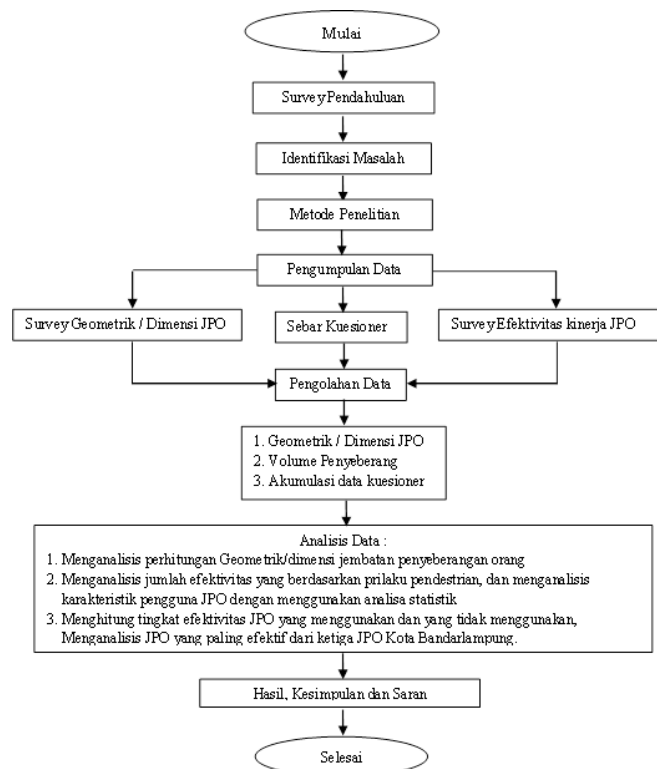 Mulai
Survey Pendahuluan
Identifikasi Masalah
Metode Penelitian
Pengumpulan Data
Survey Geometrik / Dimensi JPO
Sebar Kuesioner
Survey Efektivitas kinerja JPO
Pengolahan Data
1. Geometrik / Dimensi JPO
2. Volume Penyeberang
3. Akumulasi data kuesioner
Analisis Data :
1. Menganalisis perhitungan Geometrik/dimensi jembatan penyeberangan orang
2. Menganalisis jumlah efektivitas yang berdasarkan prilaku pendestrian, dan menganalisis
karakteristik pengguna JPO dengan menggunakan analisa statistik
3. Menghitung tingkat efektivitas JPO yang menggunakan dan yang tidak menggunakan,
Menganalisis JPO yang paling efektif dari ketiga JPO Kota Bandarlampung.
Hasil, Kesimpulan dan Saran
Selesai